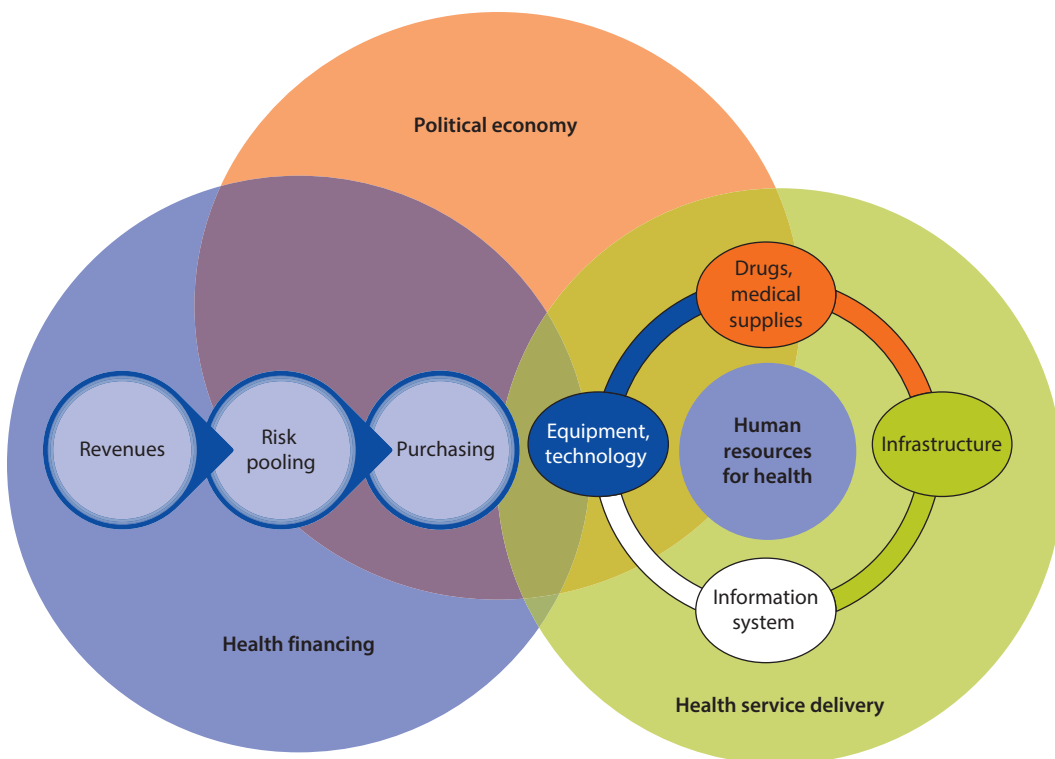 Political economy
Drugs,
medical
supplies
Revenues
Risk
pooling
Purchasing
Equipment,
technology
Human
resources
for health
Infrastructure
Information
system
Health financing
Health service delivery